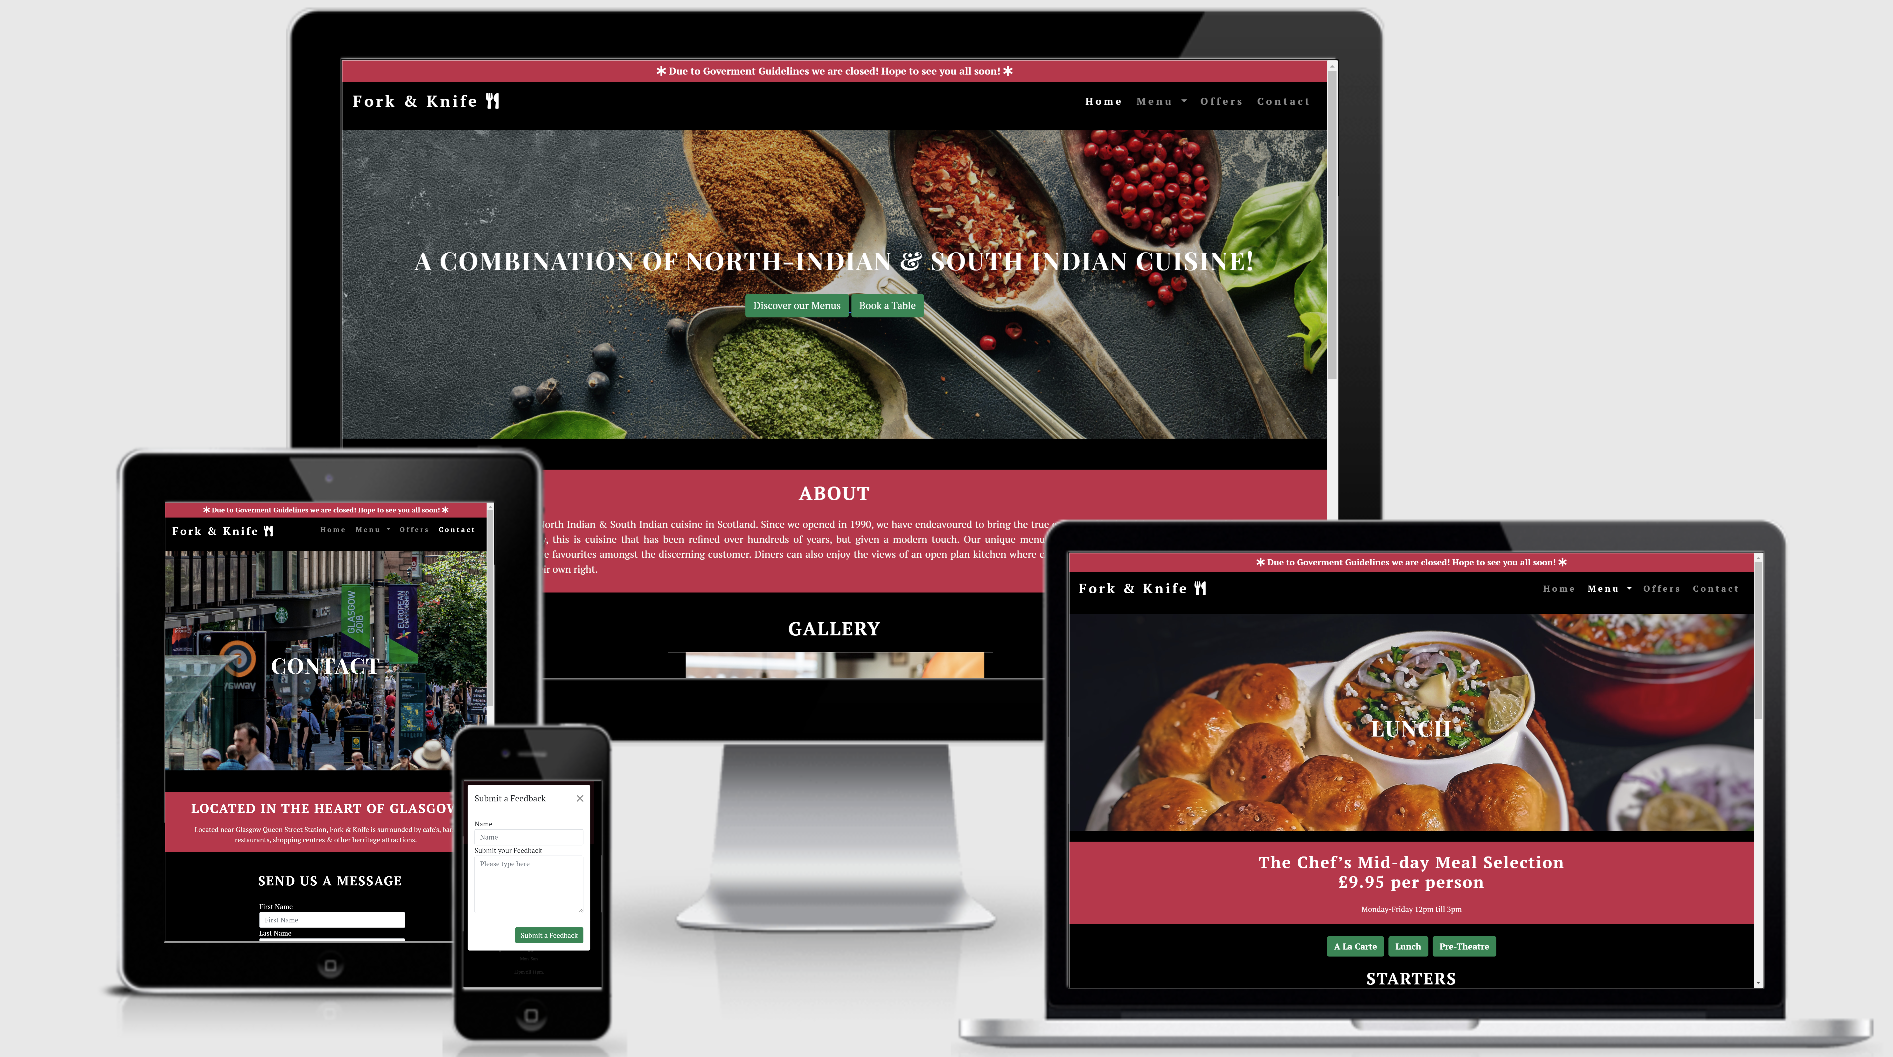 Due to Goverment Guidelines we are closed! Hope to see you all soon!
Fork & Knife
Home Menu Offers Contact
A COMBINATION OF NORTH-INDIAN & SOUTH INDIAN CUISINE!
Discover our Menus Book a Table
ABOUT
North Indian & South Indian cuisine in Scotland. Since we opened in 1990, we have endeavoured to bring the true
, this is cuisine that has been refined over hundreds of years, but given a modern touch. Our unique menu
favourites amongst the discerning customer. Diners can also enjoy the views of an open plan kitchen where
own right.
GALLERY
Due to Goverment Guidelines we are closed! Hope to see you all soon!
Fork & Knife
Home Menu Offers Contact
GLASGOW
2018
EUROPEAN
CHAMPIONSHIPS
CONTACT
LOCATED IN THE HEART OF GLASGOW
Located near Glasgow Queen Street Station, Fork & Knife is surrounded by cafe's,
restaurants, shopping centres & other herritege attractions.
SEND US A MESSAGE
First Name
First Name
Last Name
Submit a Feedback
Name
Name
Submit your Feedback
Please type here
Submit a Feedback
Due to Goverment Guidelines we are closed! Hope to see you all soon!
Fork & Knife
Home Menu Offers Contact
LUNCH
The Chef's Mid-day Meal Selection
£9.95 per person
Monday-Friday 12pm till 3pm
A La Carte Lunch Pre-Theatre
STARTERS